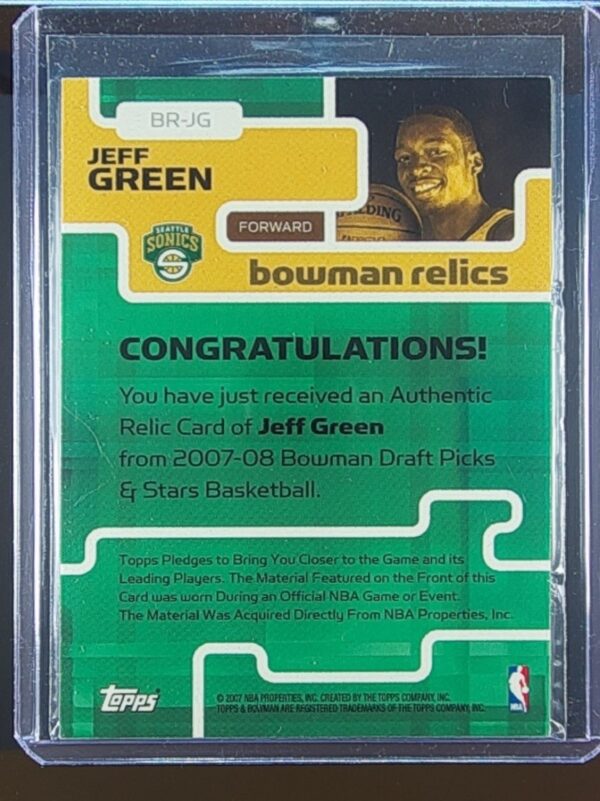 BR-JG
JEFF
GREEN
FORWARD
SEATTLE
SONICS
bowman relics
CONGRATULATIONS!
You have just received an Authentic
Relic Card of Jeff Green
from 2007-08 Bowman Draft Picks
& Stars Basketball.
Topps Pledges to Bring You Closer to the Game and its
Leading Players. The Material Featured on the Front of this
Card was worn During an Official NBA Game or Event.
The Material Was Acquired Directly From NBA Properties, Inc.
topps
© 2007 NBA PROPERTIES, INC. CREATED BY THE TOPPS COMPANY, INC.
TOPPS & BOWMAN ARE REGISTERED TRADEMARKS OF THE TOPPS COMPANY, INC.